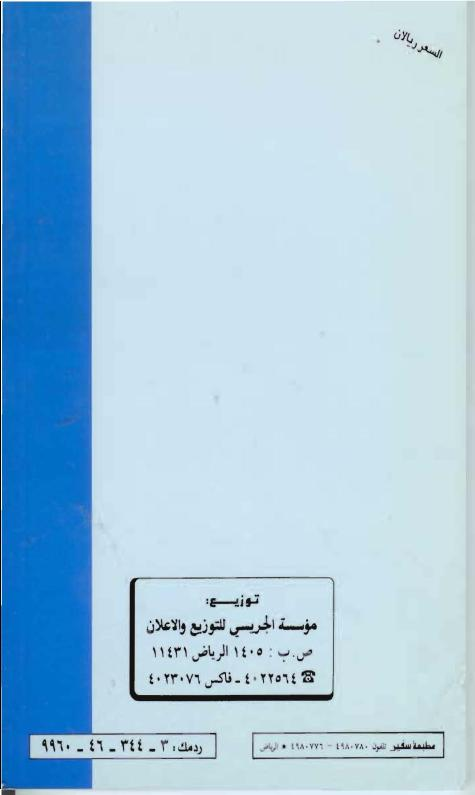 السعر ريالان
توزيـــع:
مؤسسة الجريسي للتوزيع والاعلان
ص.ب : ١٤٠٥ الرياض ١١٤٣١
☎ ٤٠٢٢٥٦٤ ـ فاكس ٤٠٢٣٠٧٦
مطبعة سفير تلفون ٤٩٨٠٧٨٠ - ٤٩٨٠٧٧٦ ★ الرياض
ردمك: ٣ - ٣٤٤ - ٤٦ - ٩٩٦٠